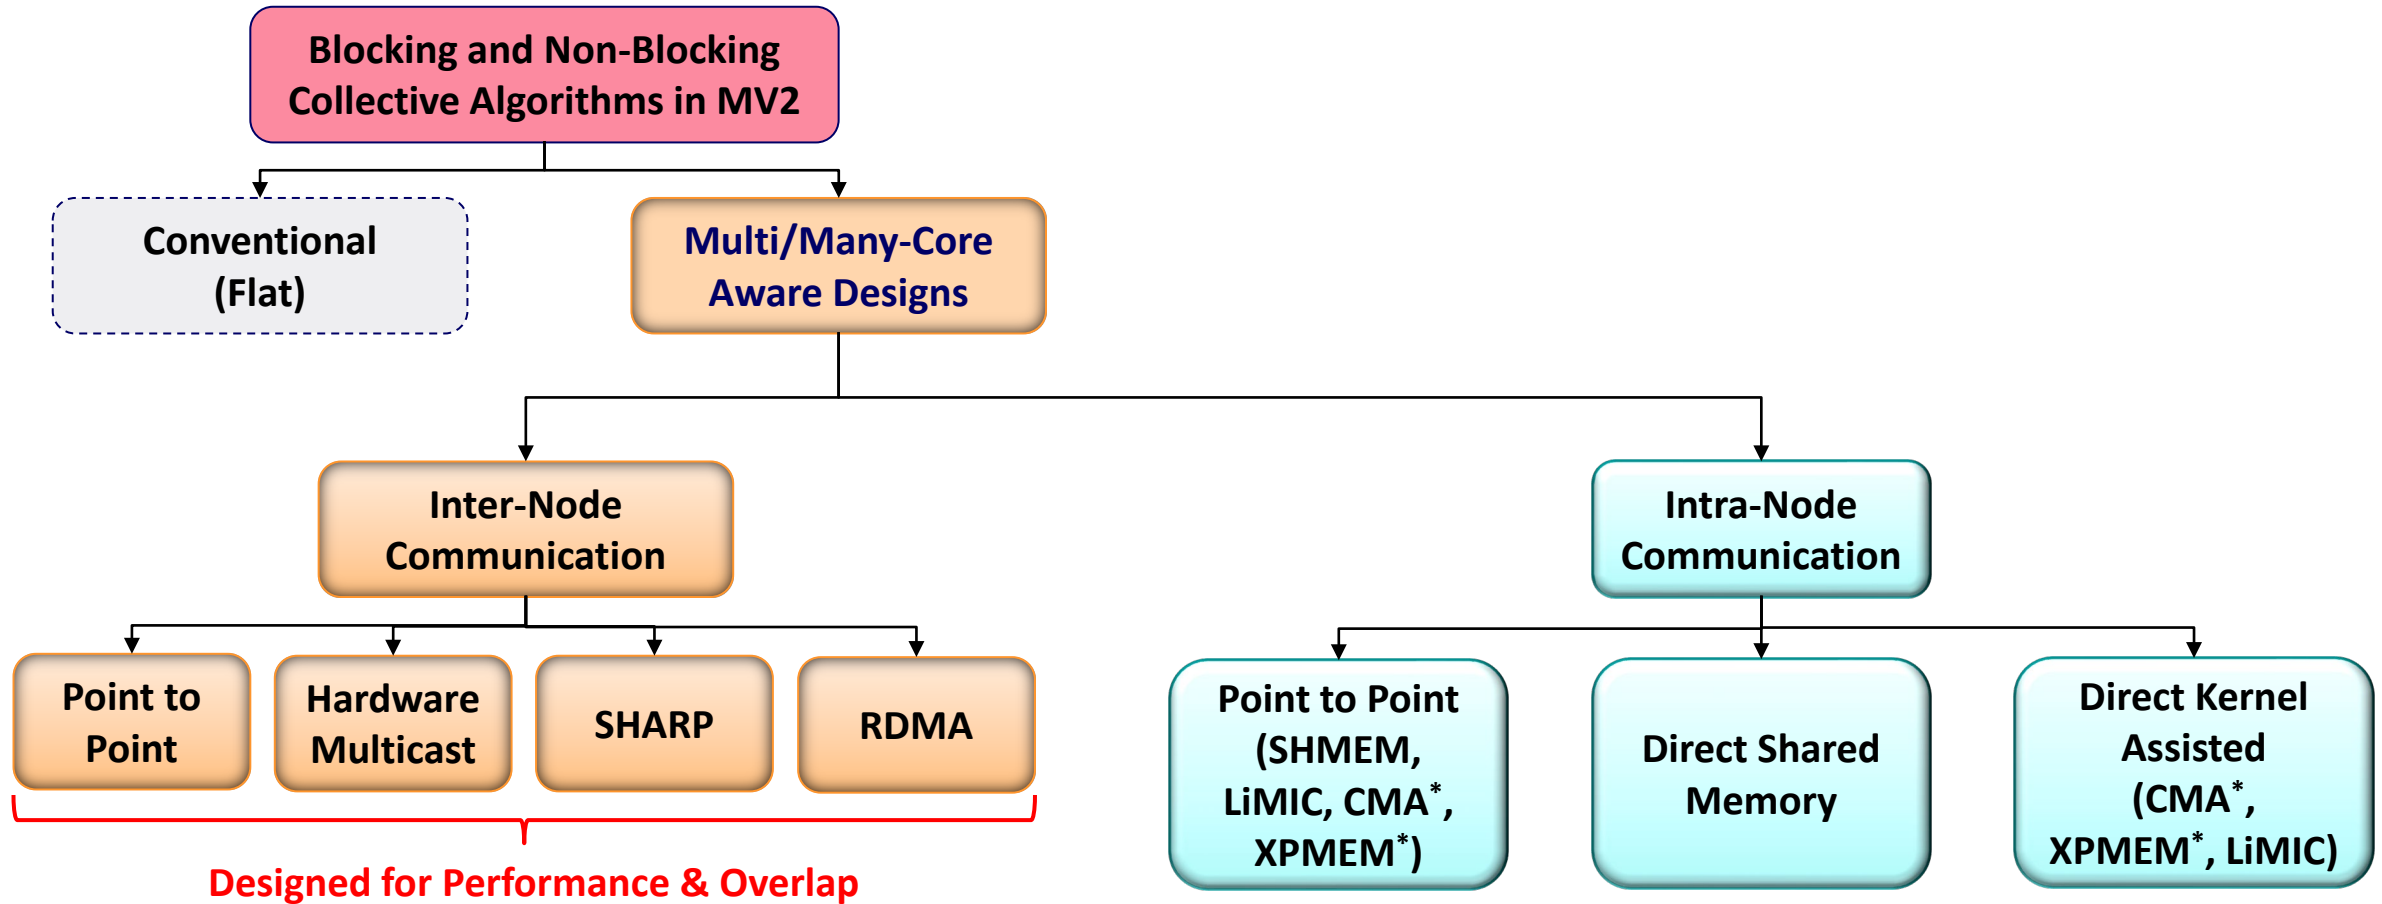 Blocking and Non-Blocking
Collective Algorithms in MV2
Conventional
(Flat)
Multi/Many-Core
Aware Designs
Inter-Node
Communication
Intra-Node
Communication
Point to
Point
Hardware
Multicast
SHARP
RDMA
Point to Point
(SHMEM,
LiMIC, CMA*,
XPMEM*)
Direct Shared
Memory
Direct Kernel
Assisted
(CMA*,
XPMEM*, LiMIC)
Designed for Performance & Overlap